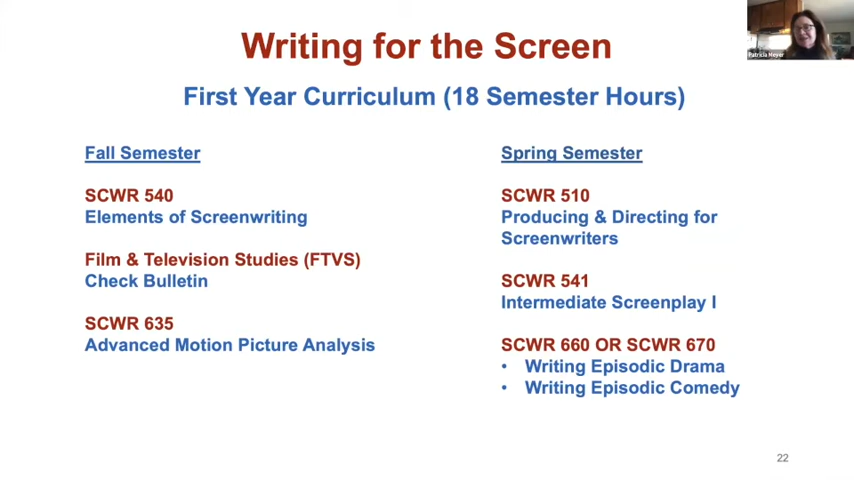 Writing for the Screen
First Year Curriculum (18 Semester Hours)
Fall Semester
SCWR 540
Elements of Screenwriting
Film & Television Studies (FTVS)
Check Bulletin
SCWR 635
Advanced Motion Picture Analysis
Spring Semester
SCWR 510
Producing & Directing for
Screenwriters
SCWR 541
Intermediate Screenplay I
SCWR 660 OR SCWR 670
• Writing Episodic Drama
• Writing Episodic Comedy
Patricia Meyer
22